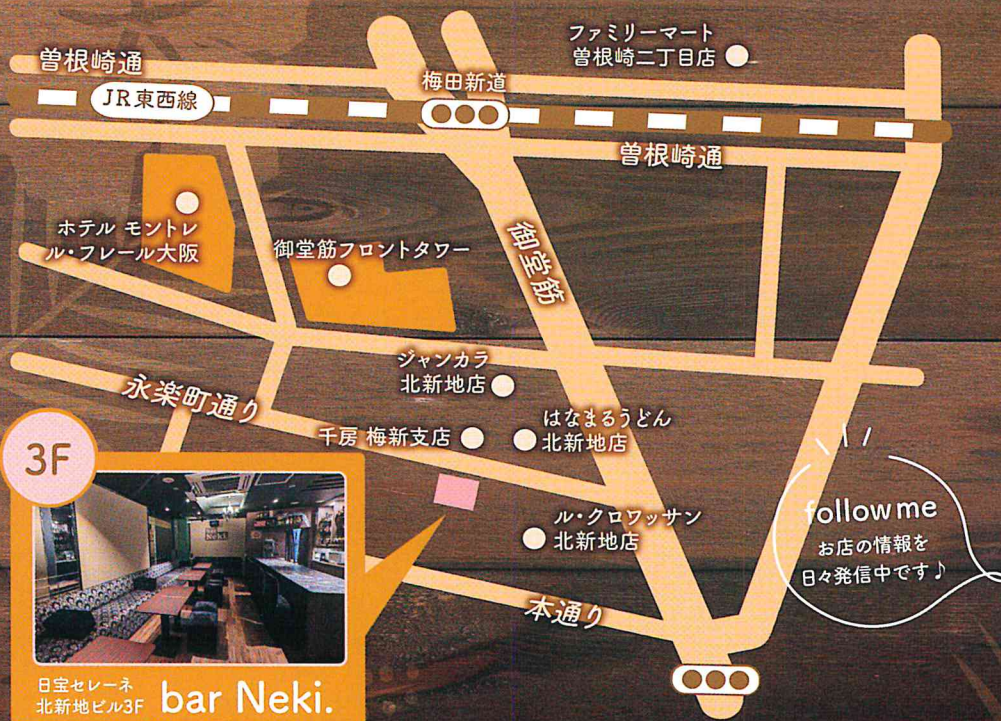 ファミリーマート
曽根崎二丁目店
曽根崎通
梅田新道
JR東西線
曽根崎通
ホテル モントレ
ル・フレール大阪
御堂筋フロントタワー
御堂筋
ジャンカラ
北新地店
永楽町通り
はなまるうどん
北新地店
千房 梅新支店
3F
ル・クロワッサン
北新地店
followme
お店の情報を
日々発信中です♪
本通り
日宝セレーネ
北新地ビル3F
bar Neki.